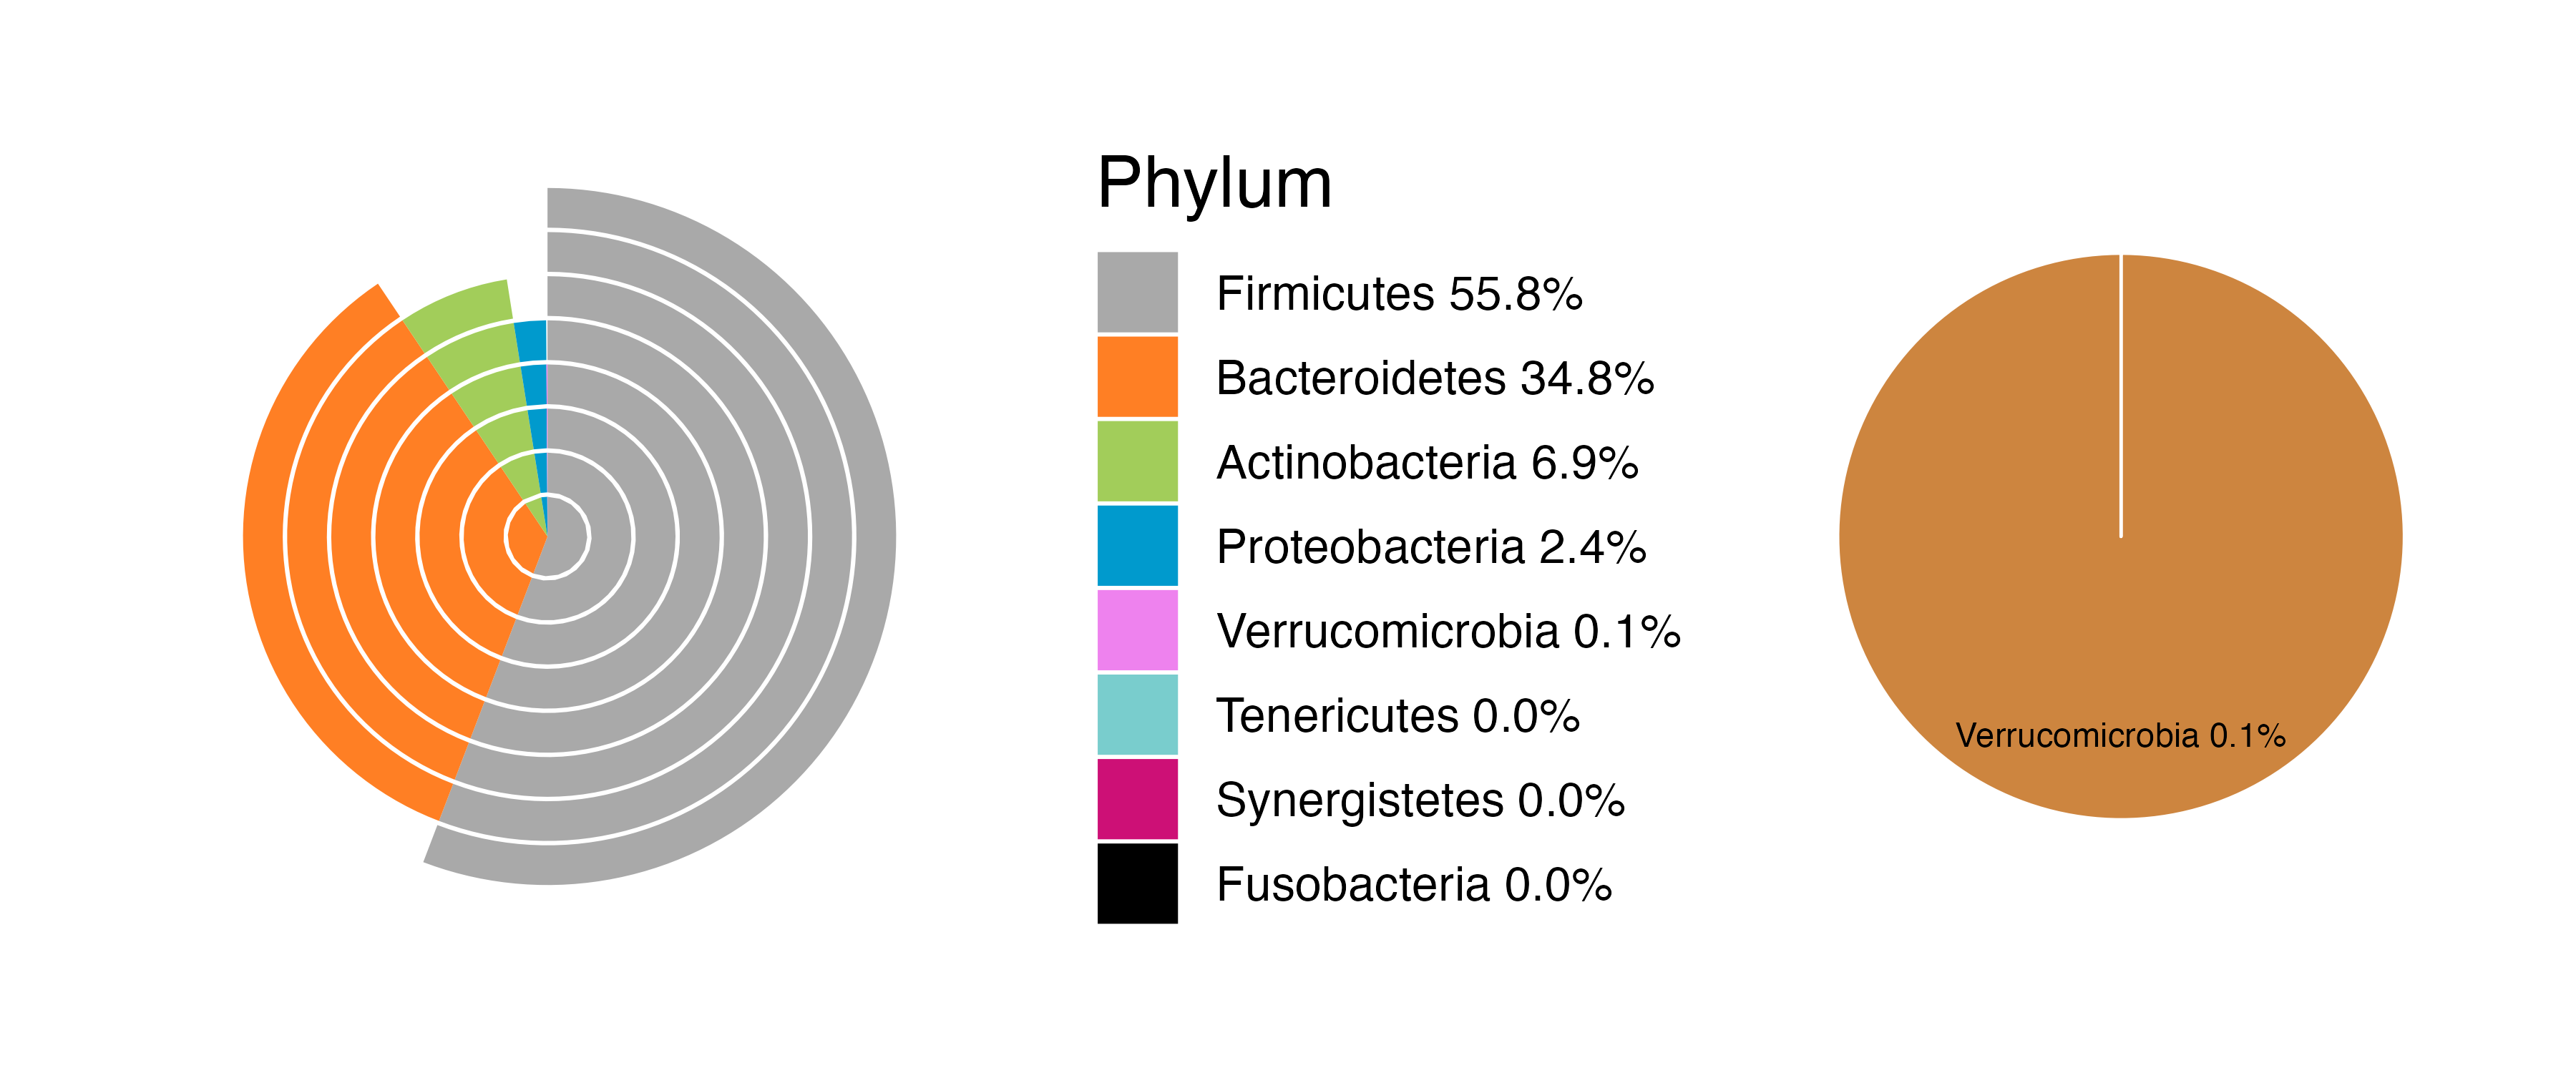 Phylum
Firmicutes 55.8%
Bacteroidetes 34.8%
Actinobacteria 6.9%
Proteobacteria 2.4%
Verrucomicrobia 0.1%
Tenericutes 0.0%
Synergistetes 0.0%
Fusobacteria 0.0%
Verrucomicrobia 0.1%